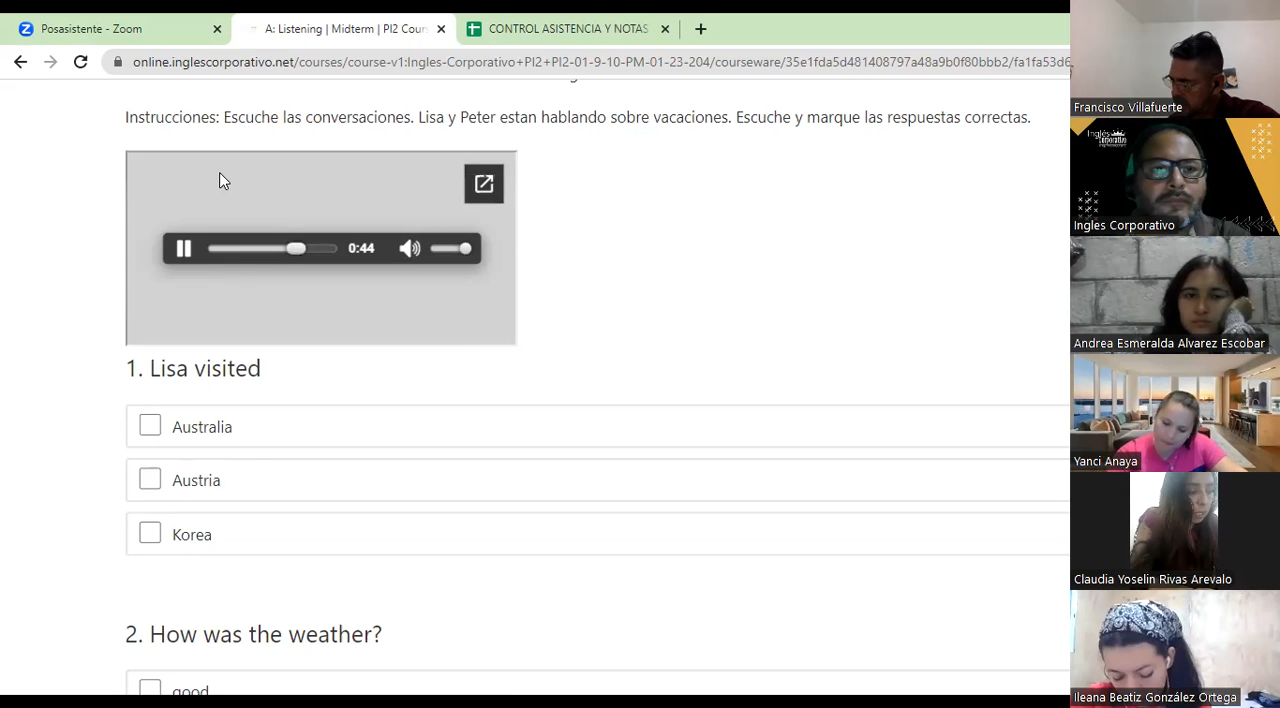 Posasistente - Zoom
A: Listening | Midterm | PI2 Cour
CONTROL ASISTENCIA Y NOTAS
online.inglescorporativo.net/courses/course-v1:Ingles-Corporativo+PI2+PI2-01-9-10-PM-01-23-204/courseware/35e1fda5d481408797a48a9b0f80bbb2/fa1fa53d6
Instrucciones: Escuche las conversaciones. Lisa y Peter estan hablando sobre vacaciones. Escuche y marque las respuestas correctas.
0:44
1. Lisa visited
Australia
Austria
Korea
2. How was the weather?
good
Francisco Villafuerte
Inglés
Corporativo
Ingles Corporativo
Andrea Esmeralda Alvarez Escobar
Yanci Anaya
Claudia Yoselin Rivas Arevalo
Ileana Beatiz González Ortega